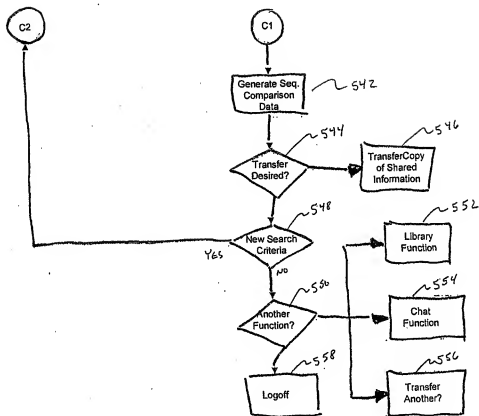 C2
C1
Generate Seq.
Comparison
Data
542
544
Transfer
Desired?
546
TransferCopy
of Shared
Information
548
New Search
Criteria
YES
NO
552
Library
Function
550
Another
Function?
554
Chat
Function
556
Transfer
Another?
558
Logoff